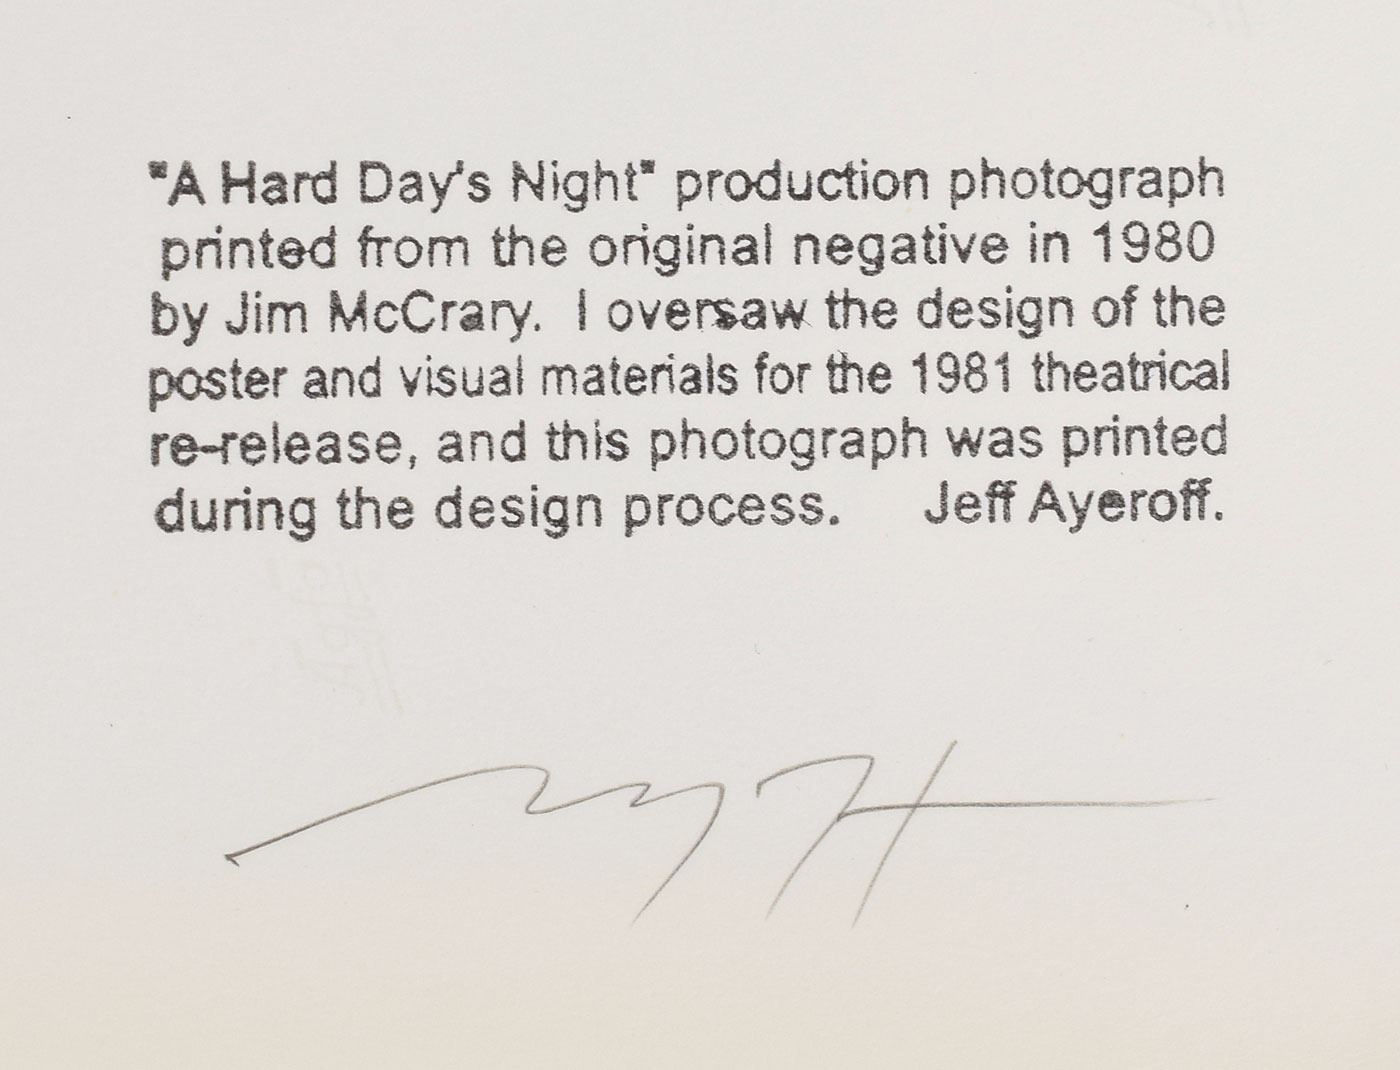 "A Hard Day's Night" production photograph
printed from the original negative in 1980
by Jim McCrary. I oversaw the design of the
poster and visual materials for the 1981 theatrical
re-release, and this photograph was printed
during the design process. Jeff Ayeroff.